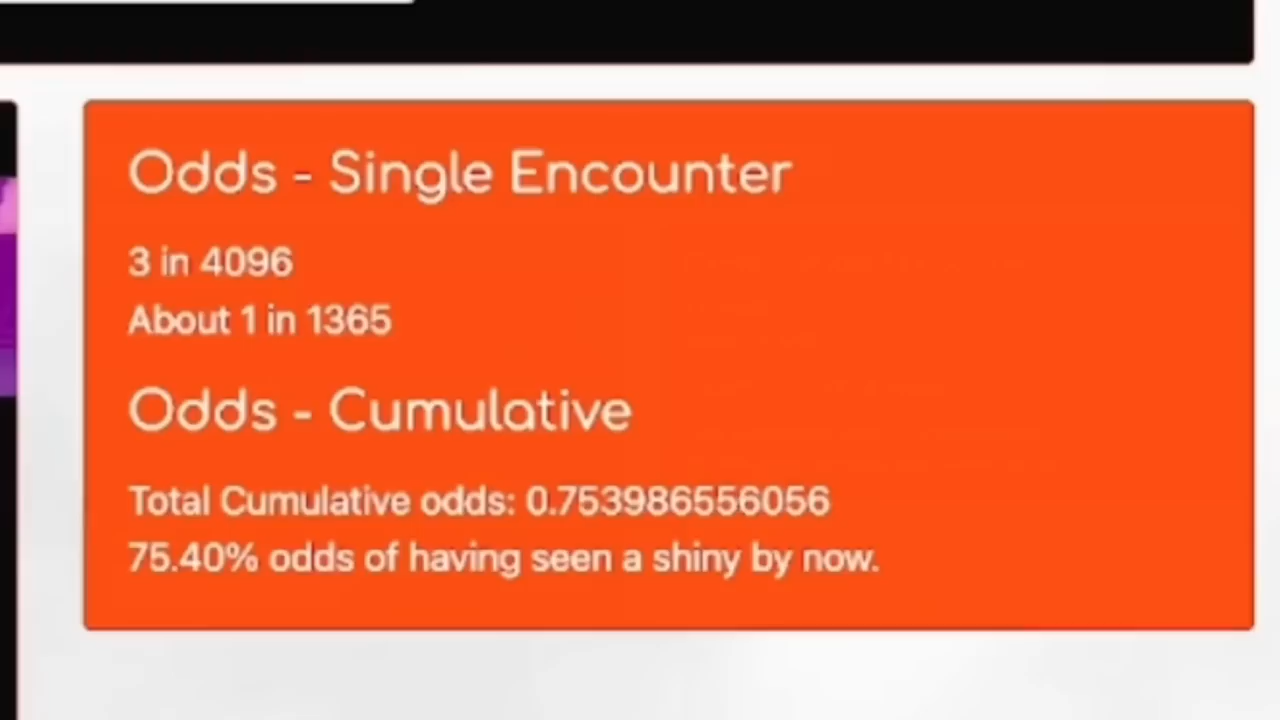 Odds - Single Encounter
3 in 4096
About 1 in 1365
Odds - Cumulative
Total Cumulative odds: 0.753986556056
75.40% odds of having seen a shiny by now.